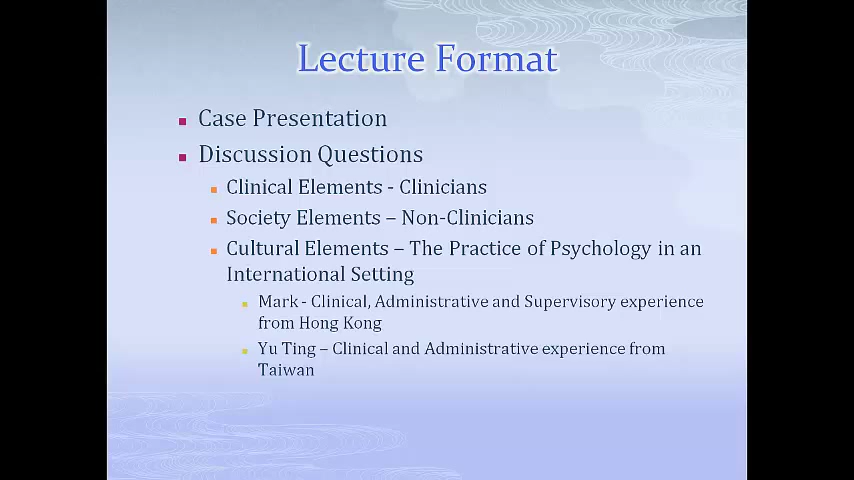 Lecture Format
Case Presentation
Discussion Questions
Clinical Elements - Clinicians
Society Elements – Non-Clinicians
Cultural Elements – The Practice of Psychology in an
International Setting
Mark - Clinical, Administrative and Supervisory experience
from Hong Kong
Yu Ting – Clinical and Administrative experience from
Taiwan